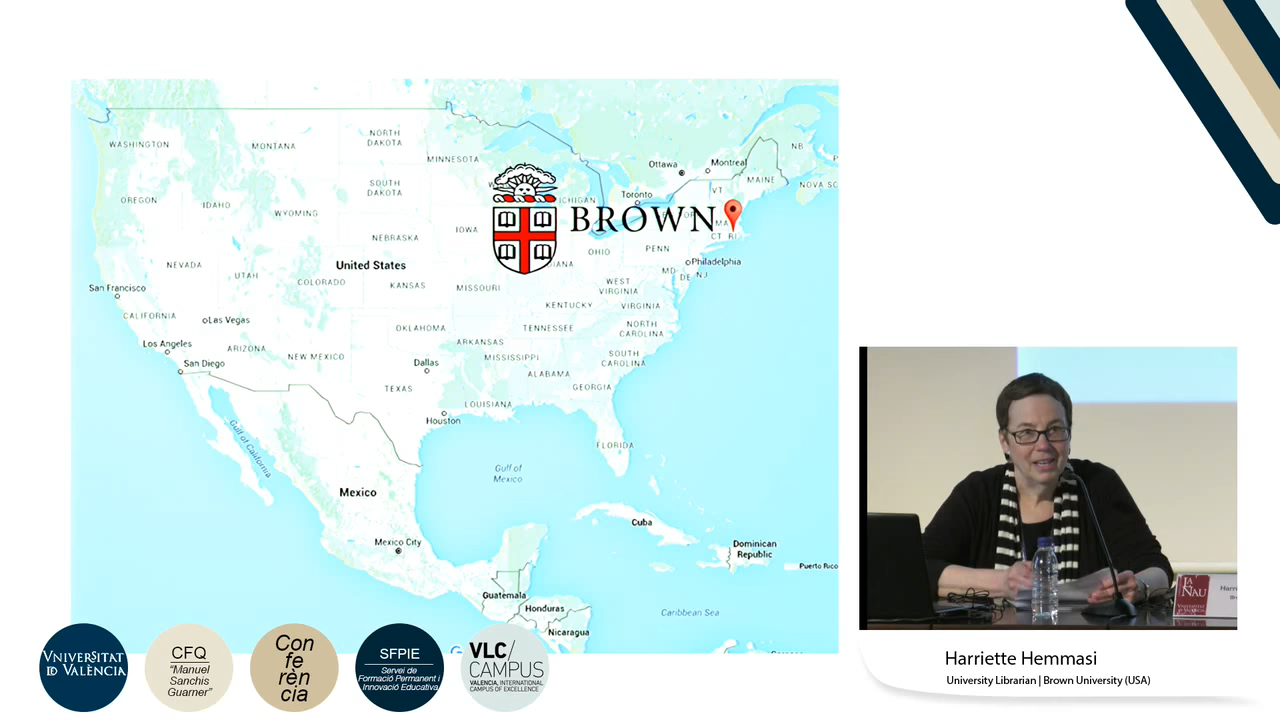 WASHINGTON
MONTANA
NORTH
DAKOTA
MINNESOTA
Ottawa
Montreal
NB
MAINE
NOVA SC
VT
Toronto
OREGON
IDAHO
SOUTH
DAKOTA
WYOMING
ICHIGAN
BROWN
MA
CT RI
IOWA
NEBRASKA
OHIO
PENN
Philadelphia
MD
DE
NJ
NEVADA
UTAH
United States
COLORADO
KANSAS
MISSOURI
IANA
WEST
VIRGINIA
San Francisco
CALIFORNIA
Las Vegas
KENTUCKY
VIRGINIA
OKLAHOMA
TENNESSEE
NORTH
CAROLINA
Los Angeles
ARIZONA
NEW MEXICO
ARKANSAS
MISSISSIPPI
SOUTH
CAROLINA
San Diego
Dallas
ALABAMA
TEXAS
GEORGIA
LOUISIANA
Houston
FLORIDA
Gulf of California
Gulf of
Mexico
Mexico
Cuba
Mexico City
Dominican
Republic
Puerto Rico
Guatemala
Honduras
Caribbean Sea
Nicaragua
VNIVERSITAT
DE VALÈNCIA
CFQ
"Manuel
Sanchis
Guarner"
Con
fe
rèn
cia
SFPIE
Servei de
Formació Permanent i
Innovació Educativa
VLC/
CAMPUS
VALENCIA, INTERNATIONAL
CAMPUS OF EXCELLENCE
LA
NAU
Harri
Harriette Hemmasi
University Librarian | Brown University (USA)